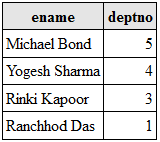 ename deptno
Michael Bond 5
Yogesh Sharma 4
Rinki Kapoor 3
Ranchhod Das 1